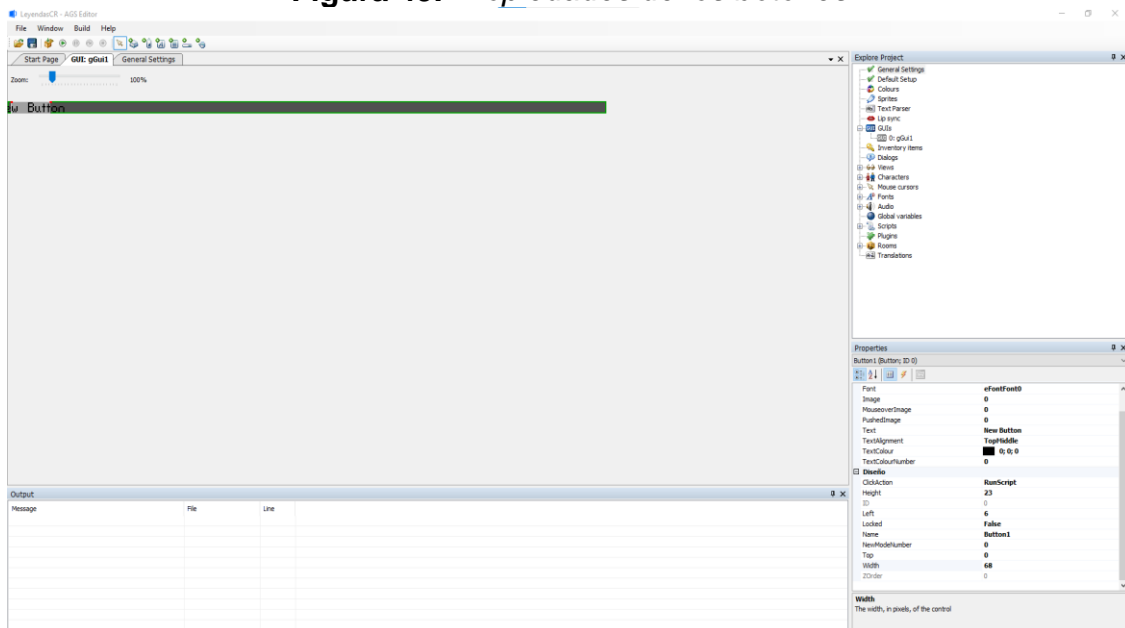 LeyendasCR - AGS Editor
File Window Build Help
Start Page GUI: gGui1 General Settings
Zoom: 100%
w Button
Explore Project
General Settings
Default Setup
Colours
Sprites
Text Parser
Lip sync
GUIs
0: gGui1
Inventory items
Dialogs
Views
Characters
Mouse cursors
Fonts
Audio
Global variables
Scripts
Plugins
Rooms
Translations
Properties
Button1 (Button; ID 0)
Font eFontFont0
Image 0
MouseoverImage 0
PushedImage 0
Text New Button
TextAlignment TopMiddle
TextColour 0; 0; 0
TextColourNumber 0
Diseño
ClickAction RunScript
Height 23
ID 0
Left 6
Locked False
Name Button1
NewModeNumber 0
Top 0
Width 68
ZOrder 0
Width
The width, in pixels, of the control
Output
Message File Line